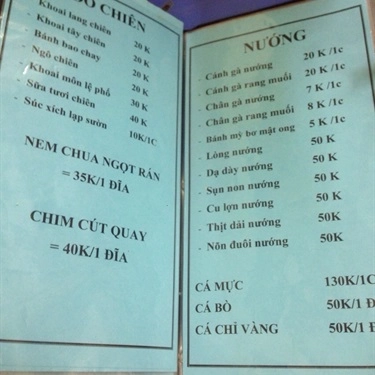 ĐỒ CHIÊN
- Khoai lang chiên 20 K
- Khoai tây chiên 20 K
- Bánh bao chay 20 K
- Ngô chiên 20 K
- Khoai môn lệ phố 30 K
- Sữa tươi chiên 40 K
- Súc xích lạp sườn 10K/1C
NEM CHUA NGỌT RÁN
= 35K/1 ĐĨA
CHIM CÚT QUAY
= 40K/1 ĐĨA
NƯỚNG
- Cánh gà nướng 20 K /1c
- Cánh gà rang muối 20 K /1c
- Chân gà nướng 7 K /1c
- Chân gà rang muối 8 K /1c
- Bánh mỳ bơ mật ong 5 K /1c
- Lòng nướng 50 K
- Dạ dày nướng 50 K
- Sụn non nướng 50 K
- Cu lợn nướng 50 K
- Thịt dải nướng 50K
- Nõn đuôi nướng 50K
CÁ MỰC 130K/1C
CÁ BÒ 50K/1 Đ
CÁ CHỈ VÀNG 50K/1 Đ